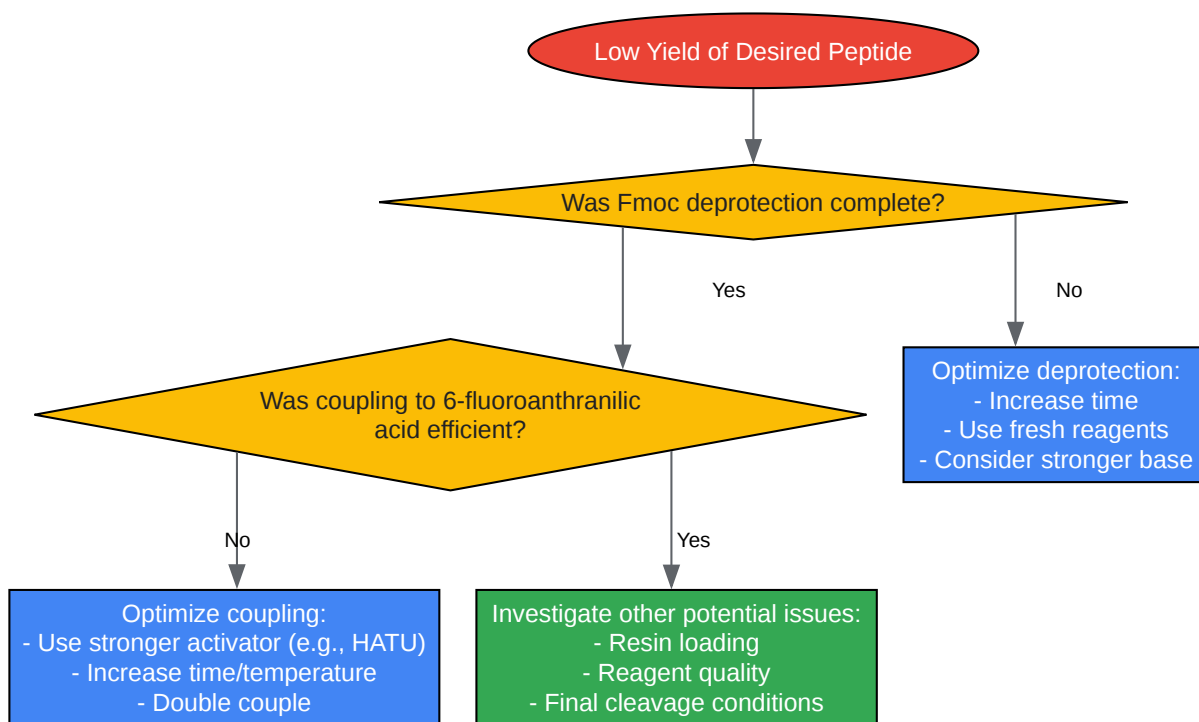 Low Yield of Desired Peptide
Was Fmoc deprotection complete?
Yes
No
Optimize deprotection:
- Increase time
- Use fresh reagents
- Consider stronger base
Was coupling to 6-fluoroanthranilic
acid efficient?
No
Yes
Optimize coupling:
- Use stronger activator (e.g., HATU)
- Increase time/temperature
- Double couple
Investigate other potential issues:
- Resin loading
- Reagent quality
- Final cleavage conditions